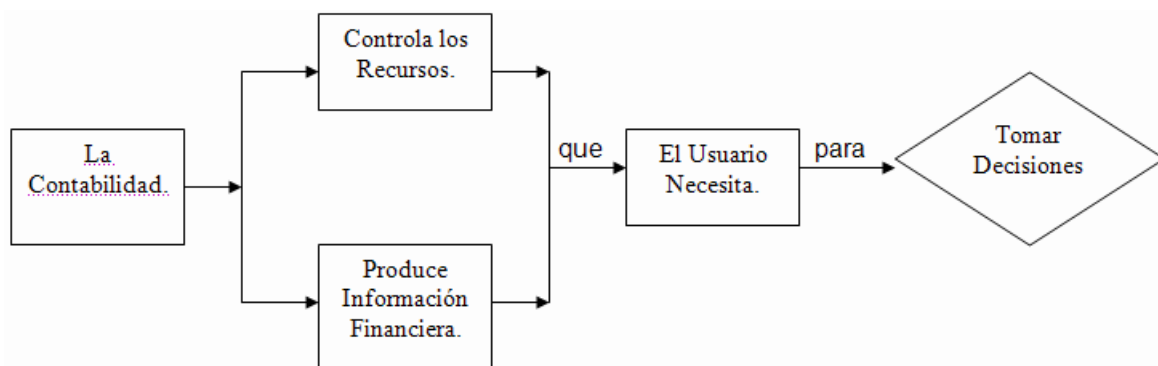 Controla los
Recursos.
La
Contabilidad.
que
El Usuario
Necesita.
para
Tomar
Decisiones
Produce
Información
Financiera.